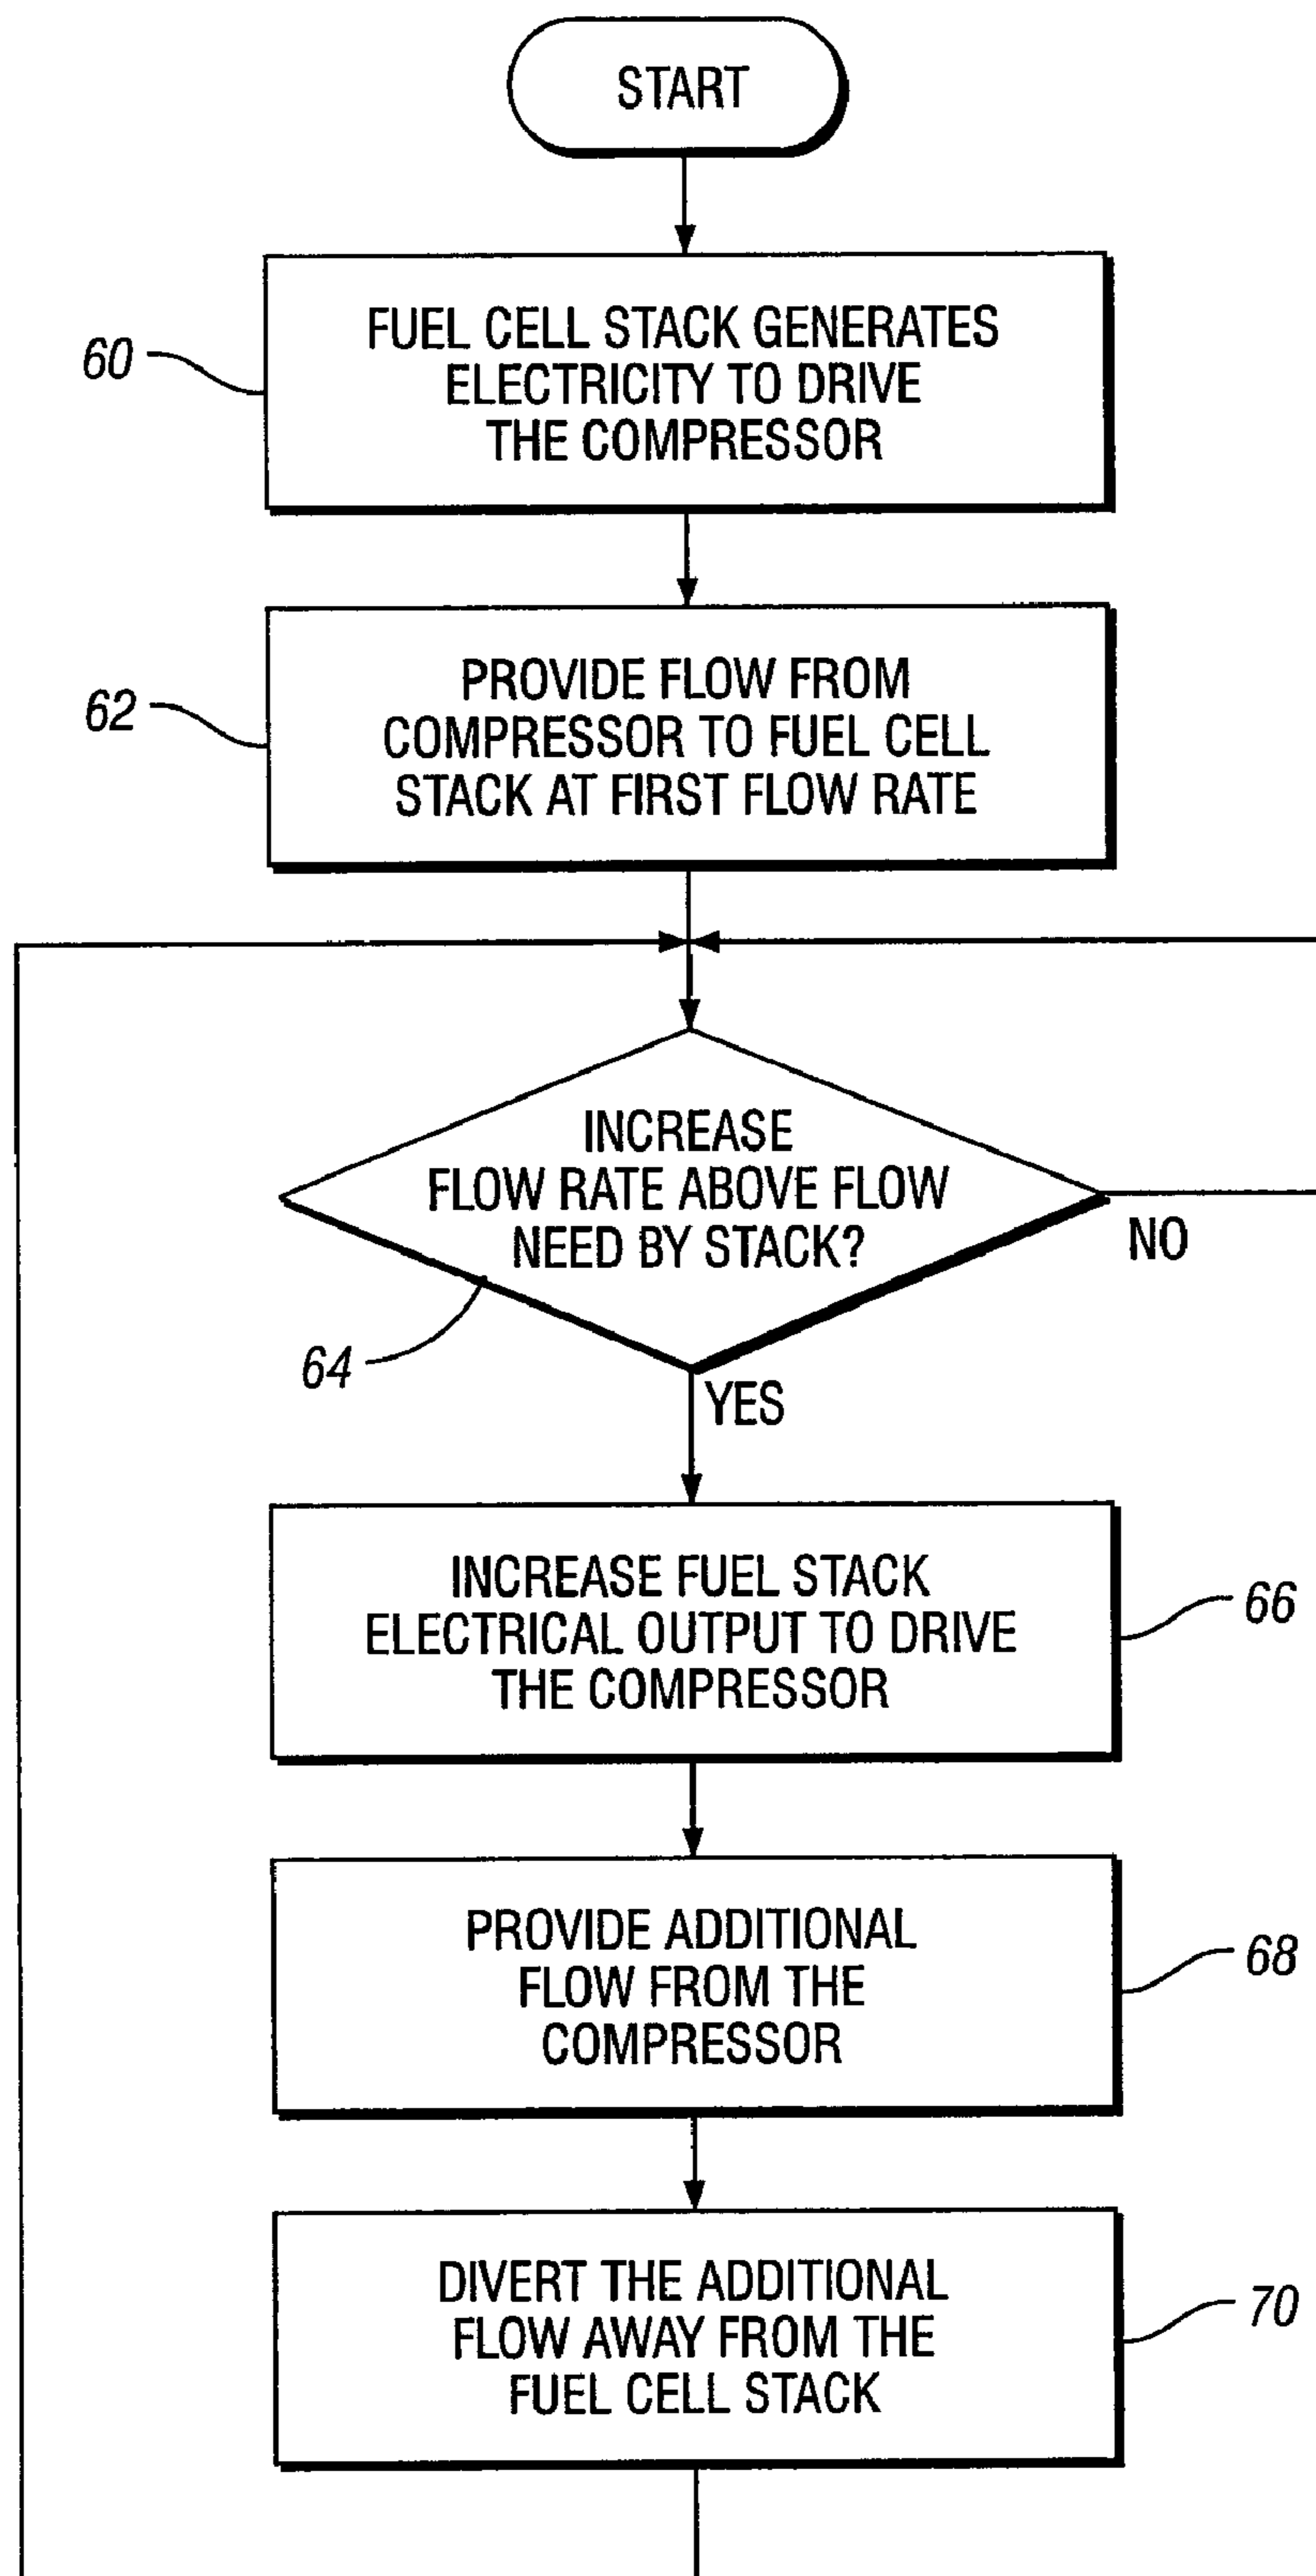 START
60
FUEL CELL STACK GENERATES
ELECTRICITY TO DRIVE
THE COMPRESSOR
62
PROVIDE FLOW FROM
COMPRESSOR TO FUEL CELL
STACK AT FIRST FLOW RATE
INCREASE
FLOW RATE ABOVE FLOW
NEED BY STACK?
NO
64
YES
INCREASE FUEL STACK
ELECTRICAL OUTPUT TO DRIVE
THE COMPRESSOR
66
PROVIDE ADDITIONAL
FLOW FROM THE
COMPRESSOR
68
DIVERT THE ADDITIONAL
FLOW AWAY FROM THE
FUEL CELL STACK
70